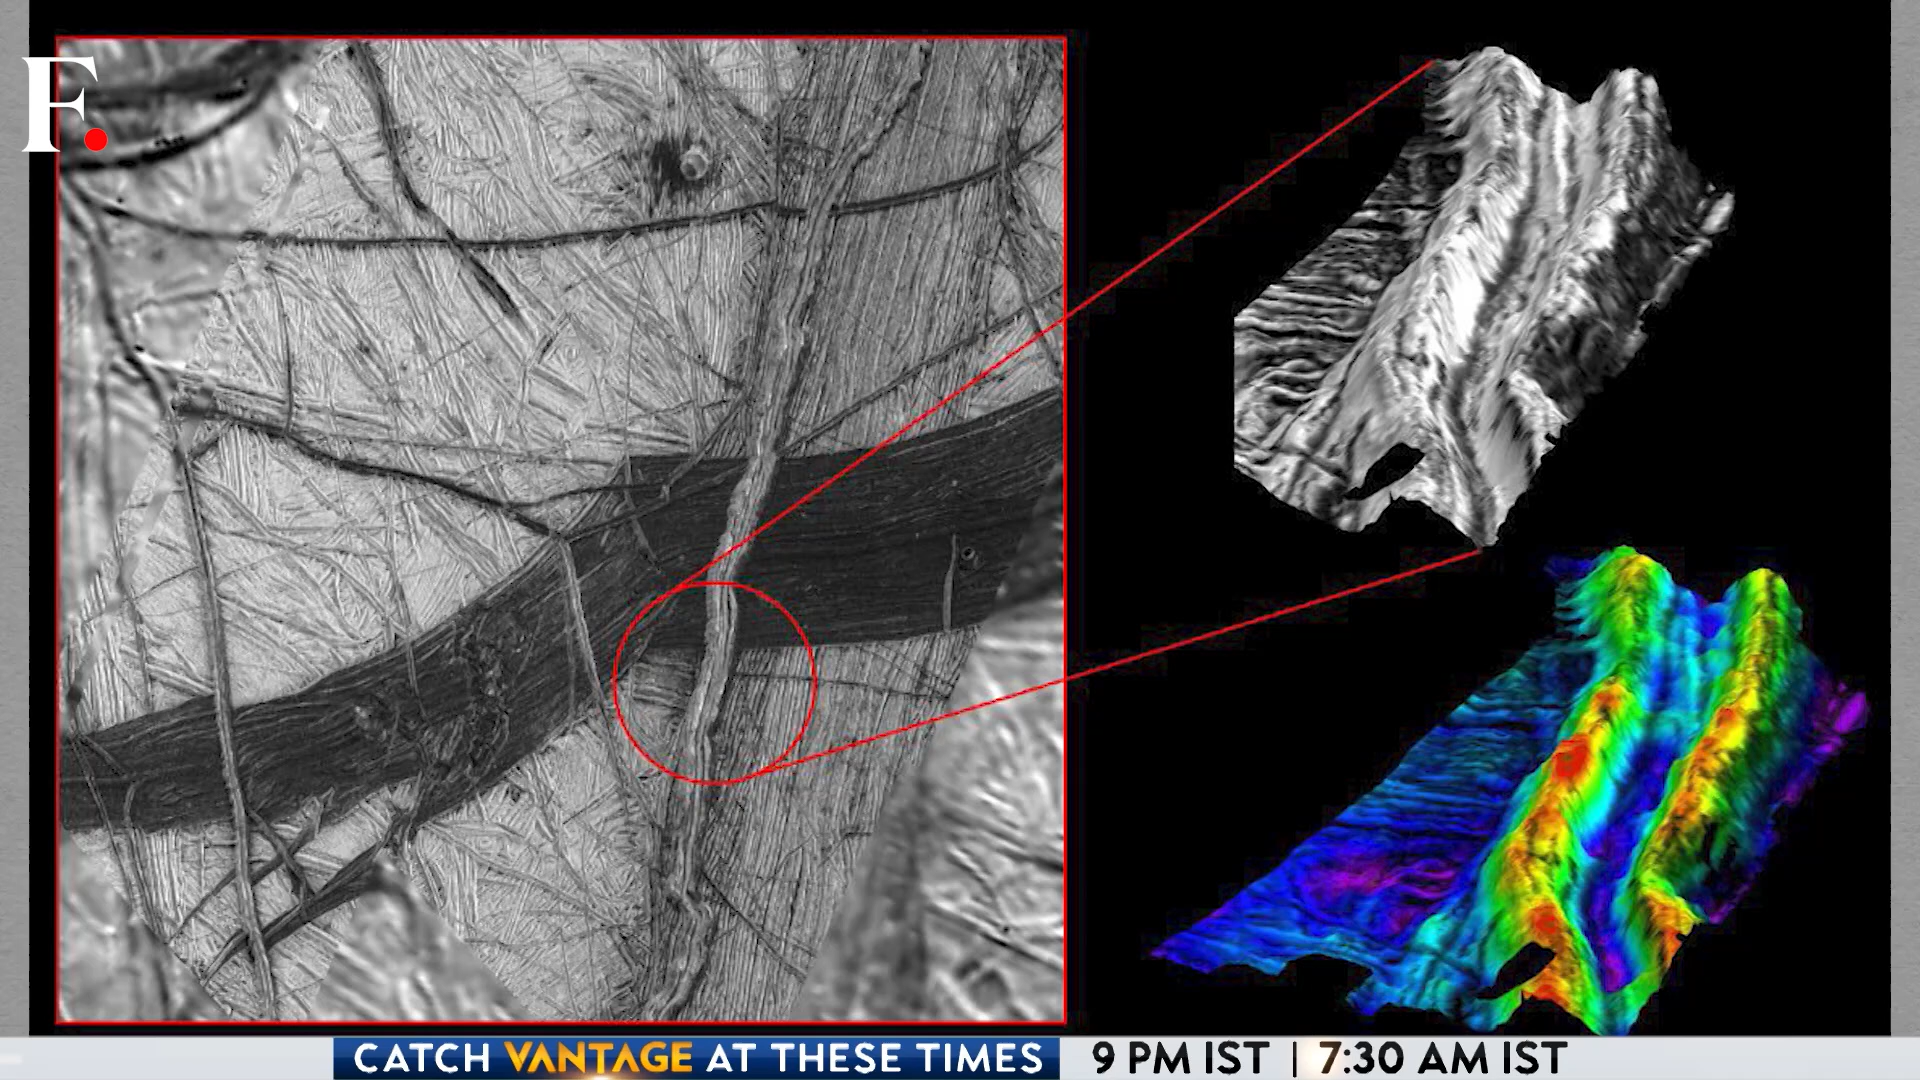 F.
CATCH VANTAGE AT THESE TIMES
9 PM IST | 7:30 AM IST